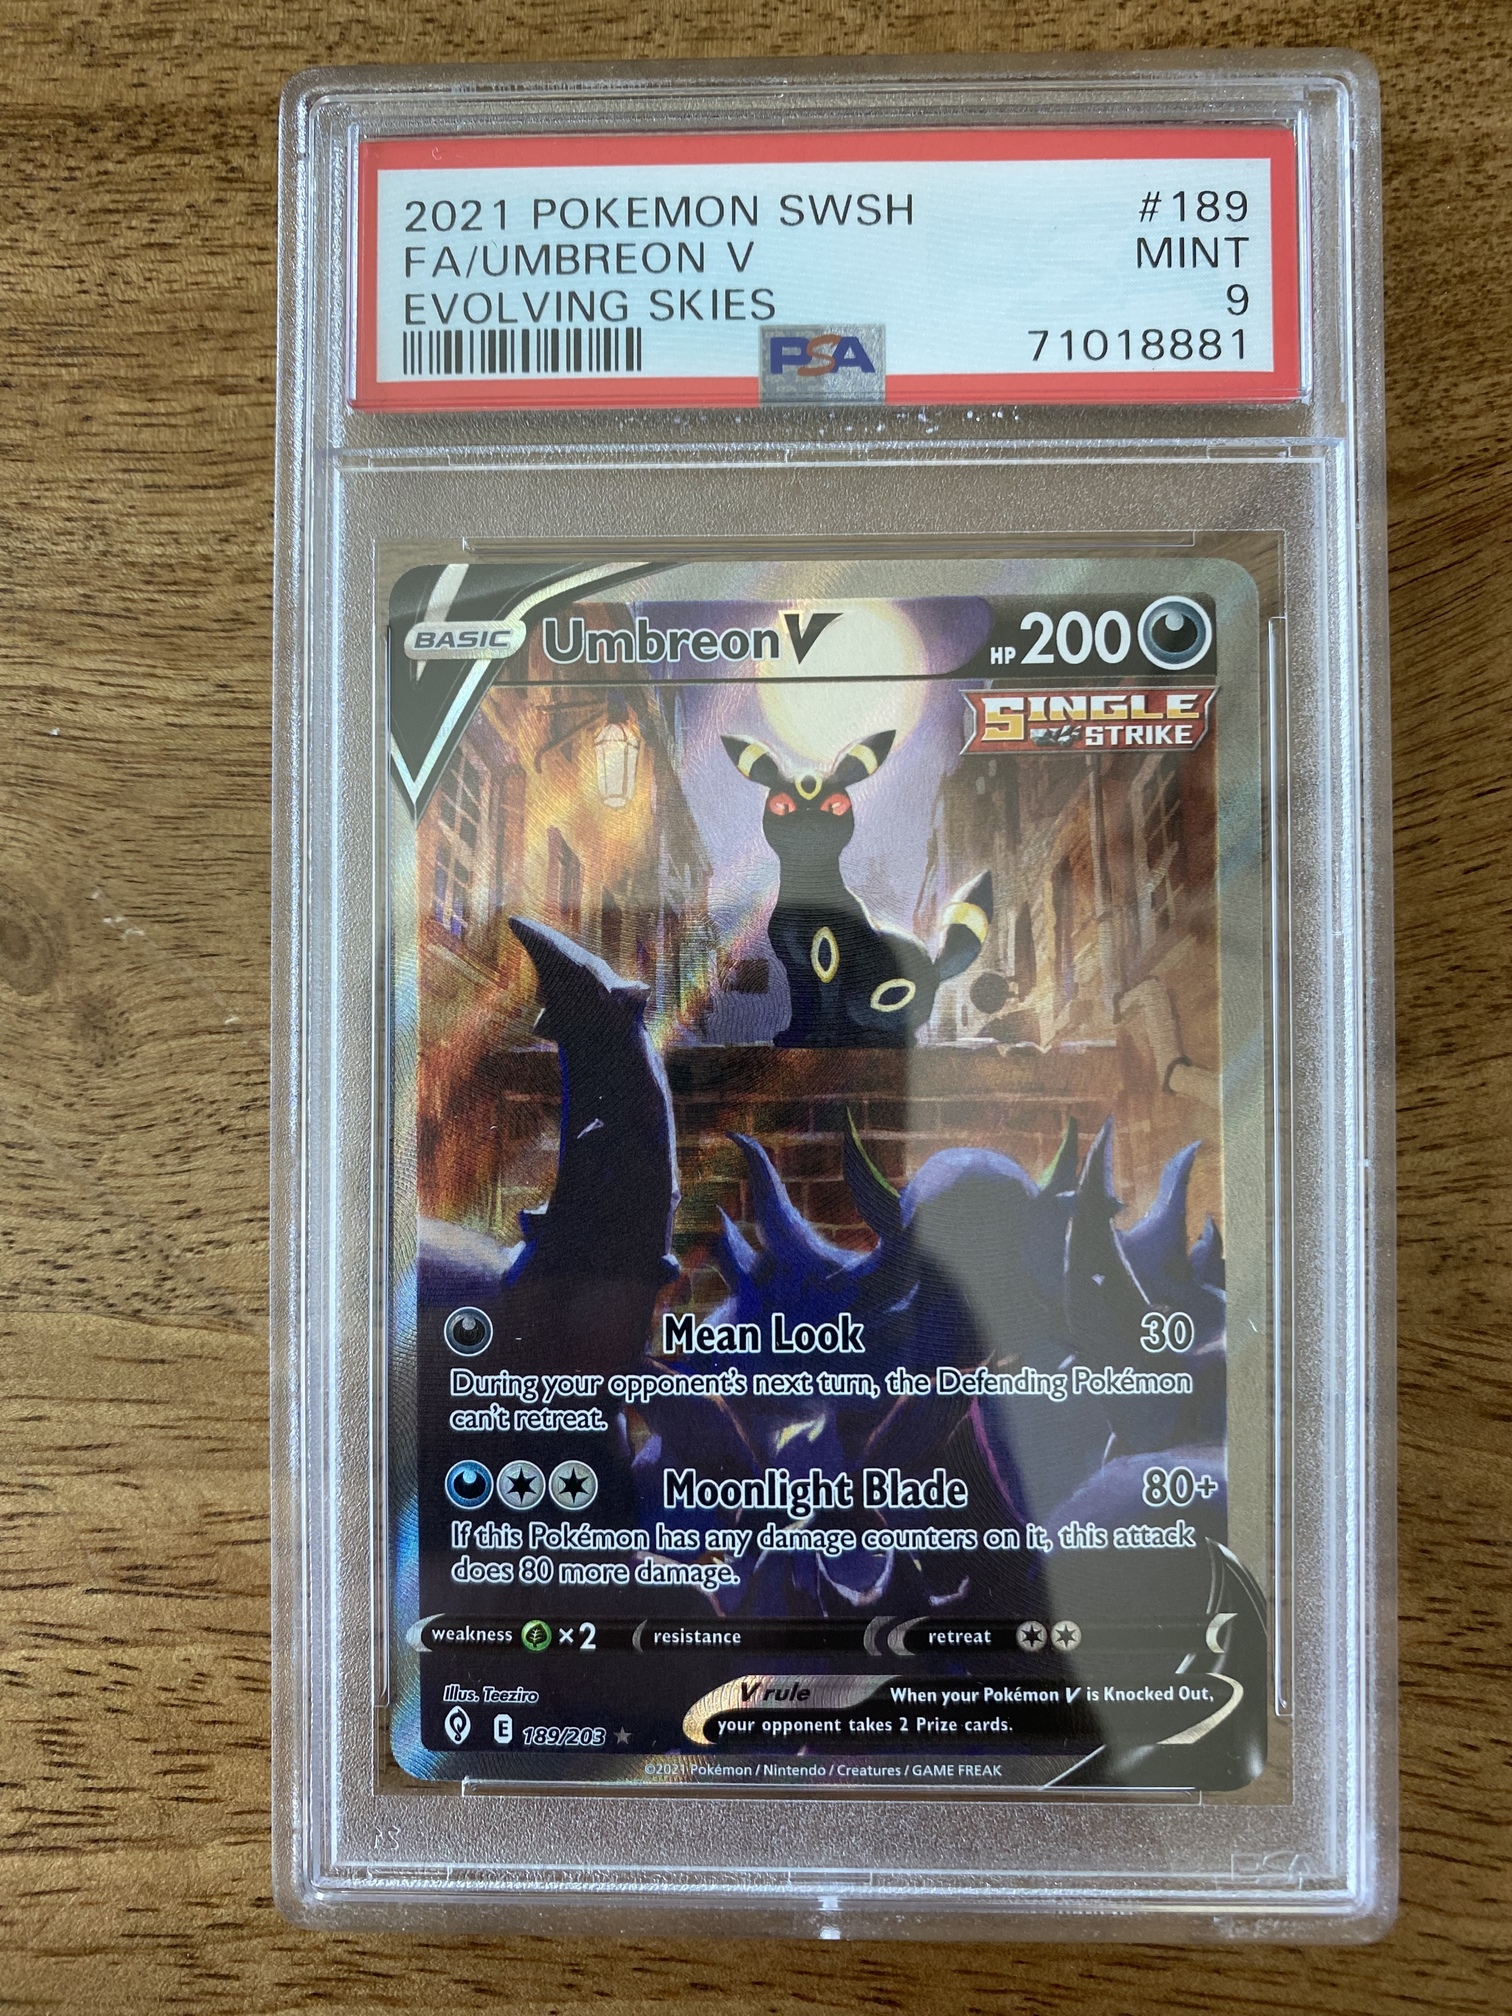 2021 POKEMON SWSH #189
FA/UMBREON V MINT
EVOLVING SKIES 9
PSA 71018881
BASIC Umbreon V HP 200
SINGLE STRIKE
Mean Look 30
During your opponent's next turn, the Defending Pokémon
can't retreat.
Moonlight Blade 80+
If this Pokémon has any damage counters on it, this attack
does 80 more damage.
weakness ×2 resistance retreat
Illus. Teeziro
V rule When your Pokémon V is Knocked Out,
your opponent takes 2 Prize cards.
E 189/203
©2021 Pokémon / Nintendo / Creatures / GAME FREAK